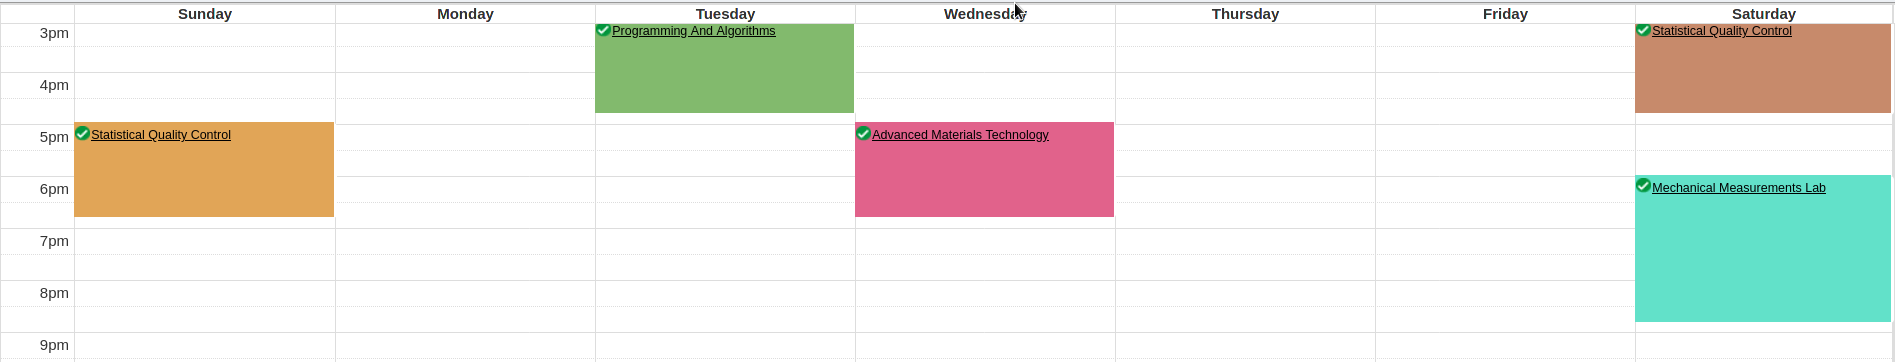 Sunday Monday Tuesday Wednesday Thursday Friday Saturday
3pm Programming And Algorithms Statistical Quality Control
4pm
5pm Statistical Quality Control Advanced Materials Technology
6pm Mechanical Measurements Lab
7pm
8pm
9pm